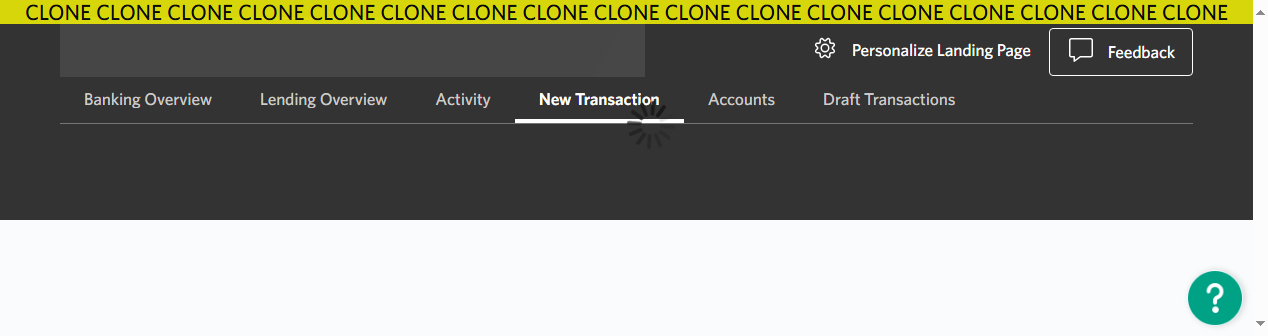 CLONE CLONE CLONE CLONE CLONE CLONE CLONE CLONE CLONE CLONE CLONE CLONE CLONE CLONE CLONE CLONE CLONE
Personalize Landing Page Feedback
Banking Overview Lending Overview Activity New Transaction Accounts Draft Transactions
?